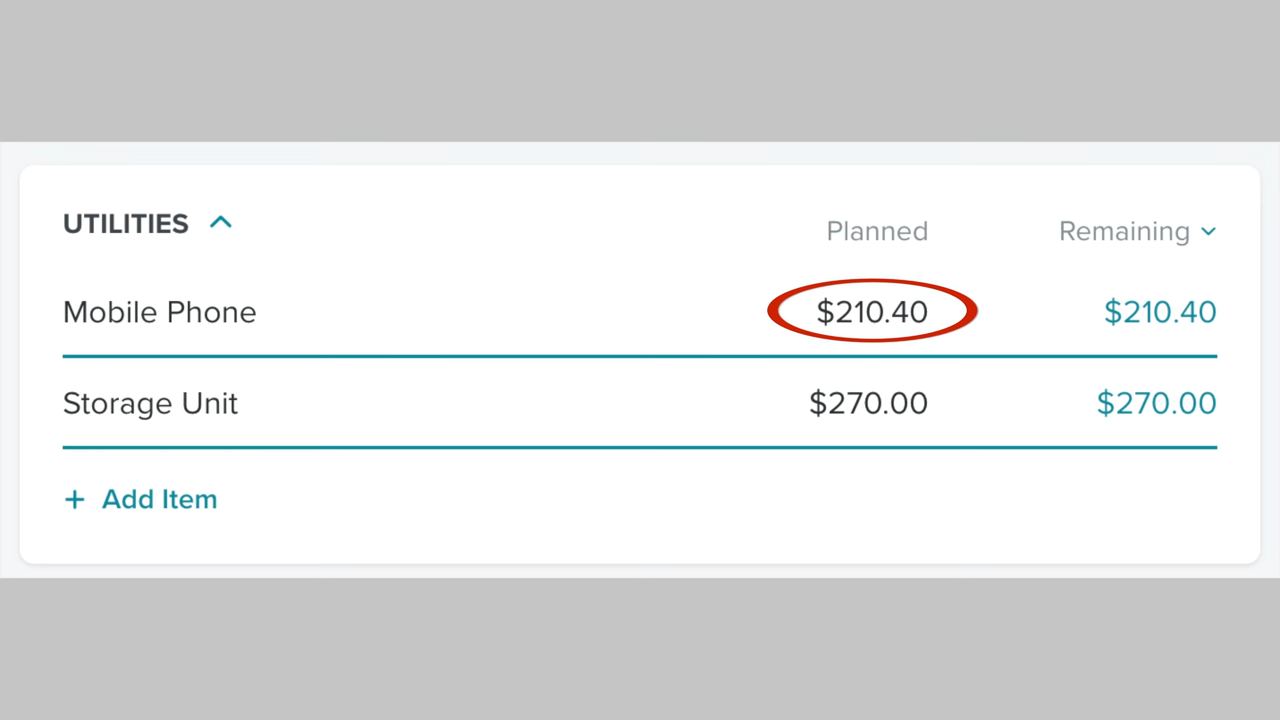 UTILITIES Planned Remaining
Mobile Phone $210.40 $210.40
Storage Unit $270.00 $270.00
+ Add Item